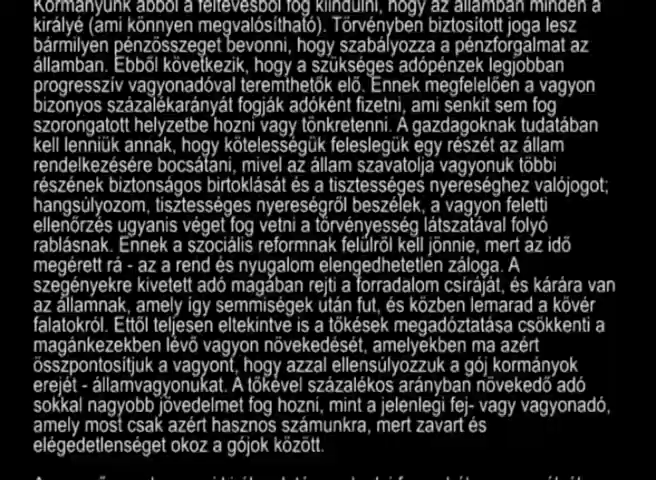 Kormányunk abból a feltevésből fog kiindulni, hogy az államban minden a
királyé (ami könnyen megvalósítható). Törvényben biztosított joga lesz
bármilyen pénzösszeget bevonni, hogy szabályozza a pénzforgalmat az
államban. Ebből következik, hogy a szükséges adópénzek legjobban
progresszív vagyonadóval teremthetők elő. Ennek megfelelően a vagyon
bizonyos százalékarányát fogják adóként fizetni, ami senkit sem fog
szorongatott helyzetbe hozni vagy tönkretenni. A gazdagoknak tudatában
kell lenniük annak, hogy kötelességük feleslegük egy részét az állam
rendelkezésére bocsátani, mivel az állam szavatolja vagyonuk többi
részének biztonságos birtoklását és a tisztességes nyereséghez valójogot;
hangsúlyozom, tisztességes nyereségről beszélek, a vagyon feletti
ellenőrzés ugyanis véget fog vetni a törvényesség látszatával folyó
rablásnak. Ennek a szociális reformnak felülről kell jönnie, mert az idő
megérett rá - az a rend és nyugalom elengedhetetlen záloga. A
szegényekre kivetett adó magában rejti a forradalom csíráját, és kárára van
az államnak, amely így semmiségek után fut, és közben lemarad a kövér
falatokról. Ettől teljesen eltekintve is a tőkések megadóztatása csökkenti a
magánkezekben lévő vagyon növekedését, amelyekben ma azért
összpontosítjuk a vagyont, hogy azzal ellensúlyozzuk a gój kormányok
erejét - államvagyonukat. A tőkével százalékos arányban növekedő adó
sokkal nagyobb jövedelmet fog hozni, mint a jelenlegi fej- vagy vagyonadó,
amely most csak azért hasznos számunkra, mert zavart és
elégedetlenséget okoz a gójok között.